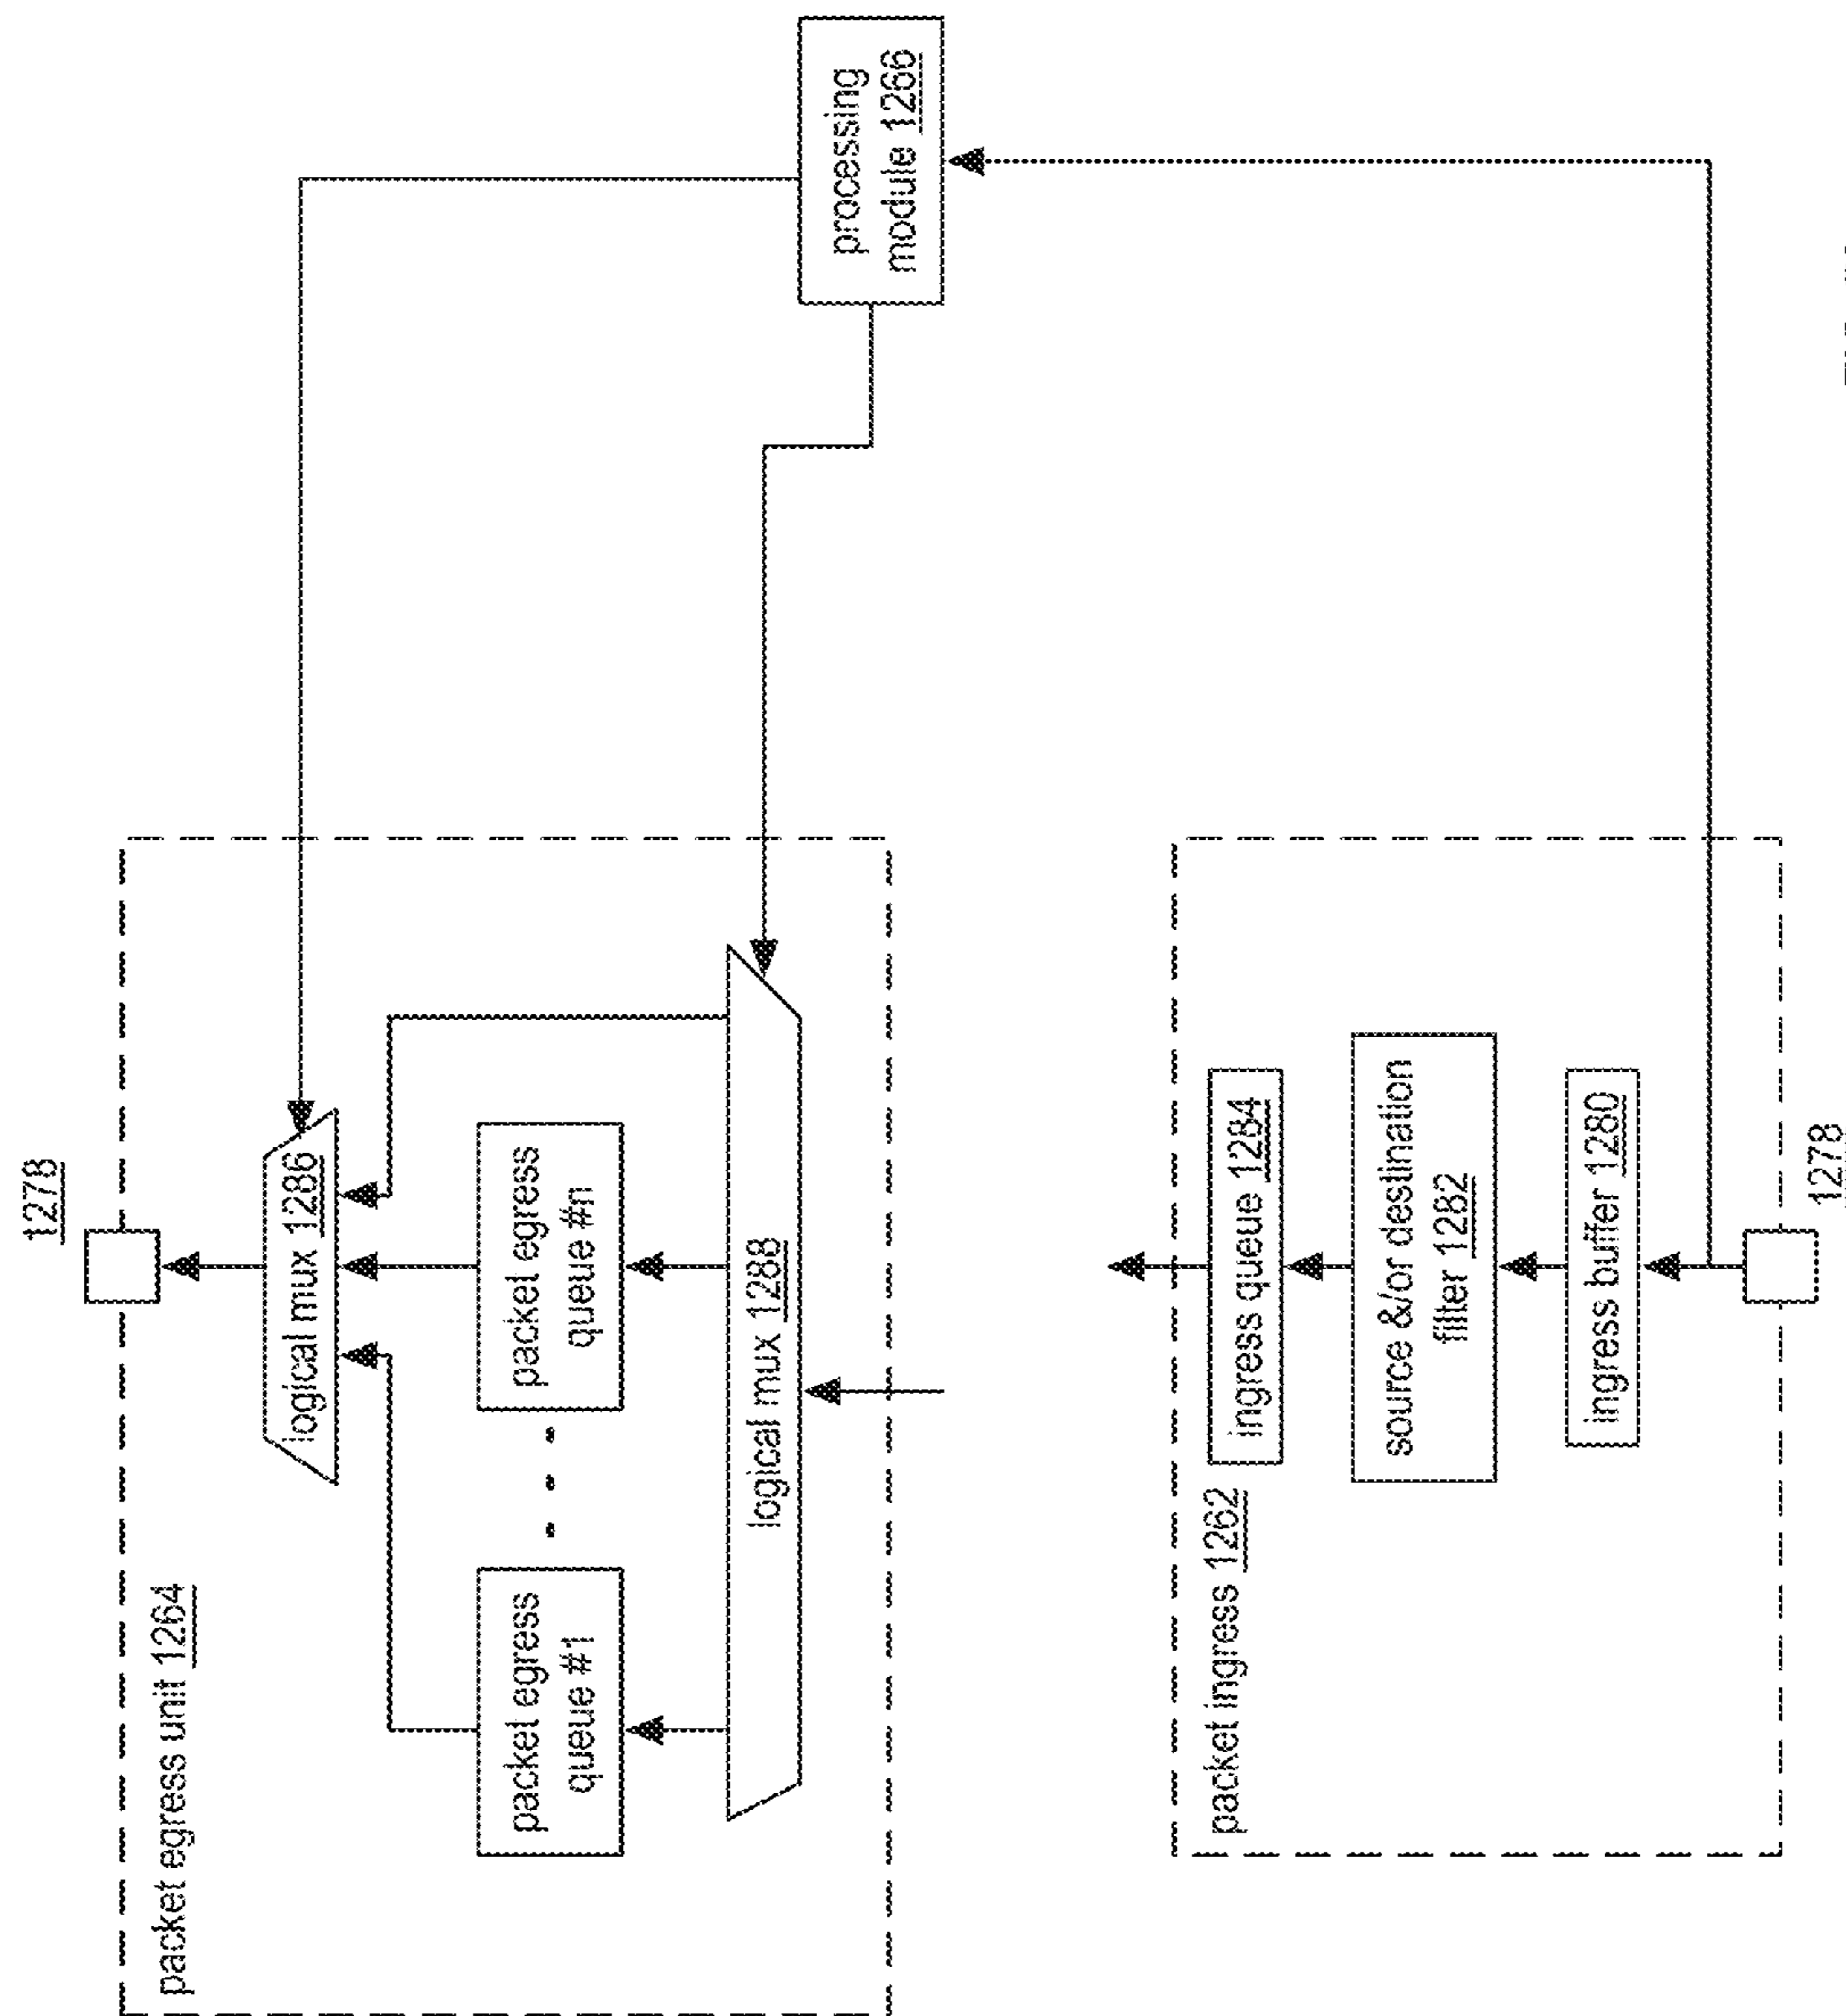 1278
packet egress unit 1264
logical mux 1286
packet egress
queue #1
packet egress
queue #n
logical mux 1288
processing
module 1266
packet ingress 1262
ingress queue 1284
source &/or destination
filter 1282
ingress buffer 1280
1278